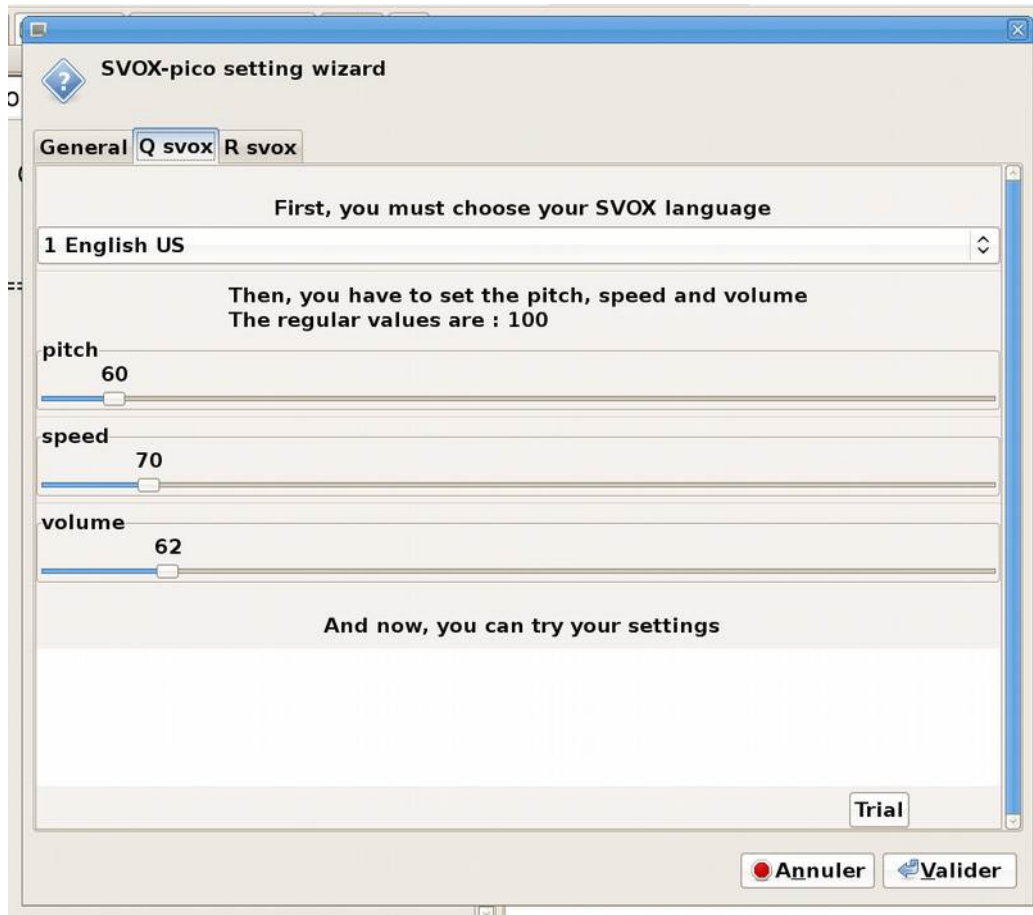 SVOX-pico setting wizard
General Q svox R svox
First, you must choose your SVOX language
1 English US
Then, you have to set the pitch, speed and volume
The regular values are : 100
pitch
60
speed
70
volume
62
And now, you can try your settings
Trial
Annuler Valider